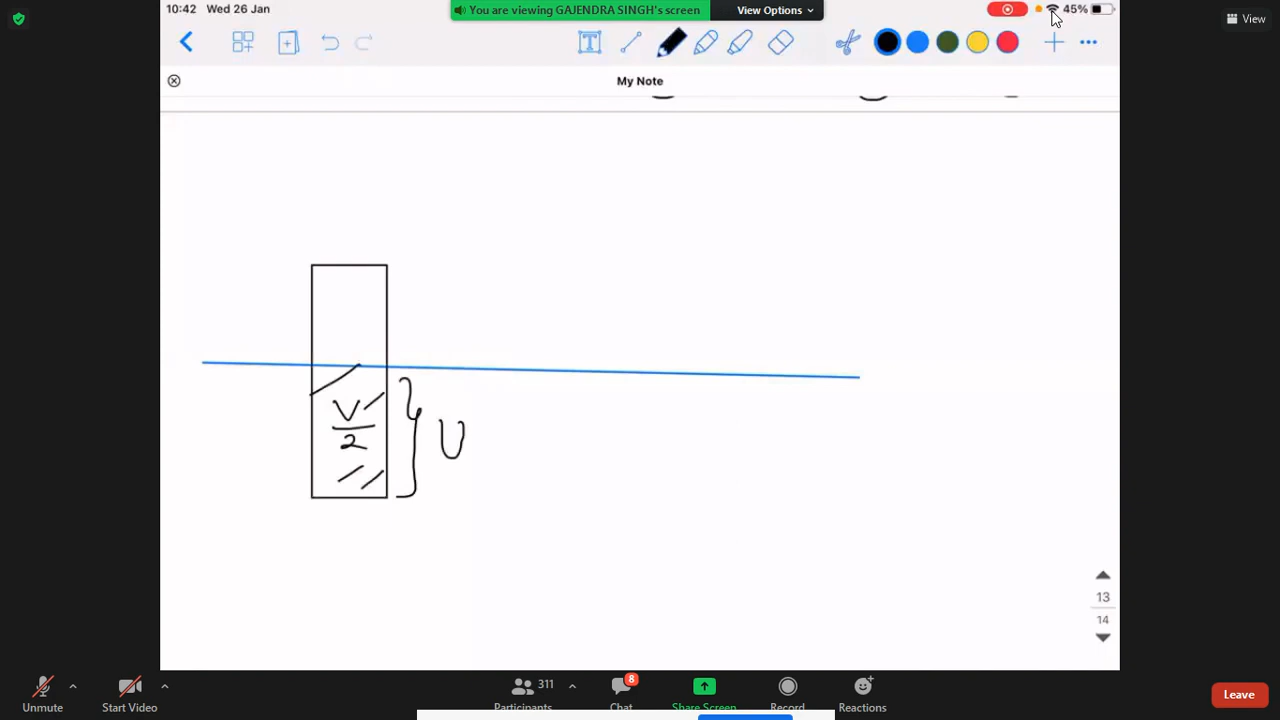 10:42 Wed 26 Jan
You are viewing GAJENDRA SINGH's screen
View Options
45%
View
My Note
V
2
U
13
14
Unmute
Start Video
311
Participants
8
Chat
Share Screen
Record
Reactions
Leave